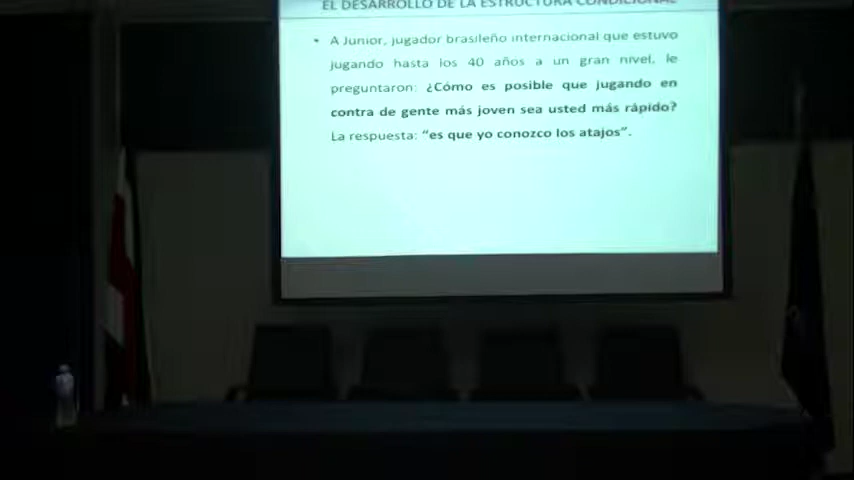 EL DESARROLLO DE LA ESTRUCTURA CONDICIONAL
• A Junior, jugador brasileño internacional que estuvo
jugando hasta los 40 años a un gran nivel, le
preguntaron: ¿Cómo es posible que jugando en
contra de gente más joven sea usted más rápido?
La respuesta: “es que yo conozco los atajos”.